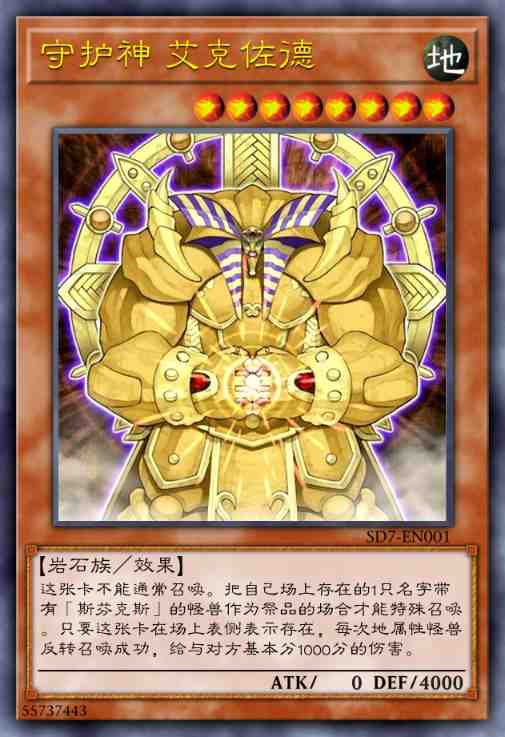 守护神 艾克佐德
地
SD7-EN001
【岩石族／效果】
这张卡不能通常召唤。把自己场上存在的1只名字带
有「斯芬克斯」的怪兽作为祭品的场合才能特殊召唤
。只要这张卡在场上表侧表示存在，每次地属性怪兽
反转召唤成功，给与对方基本分1000分的伤害。
ATK/ 0 DEF/4000
55737443